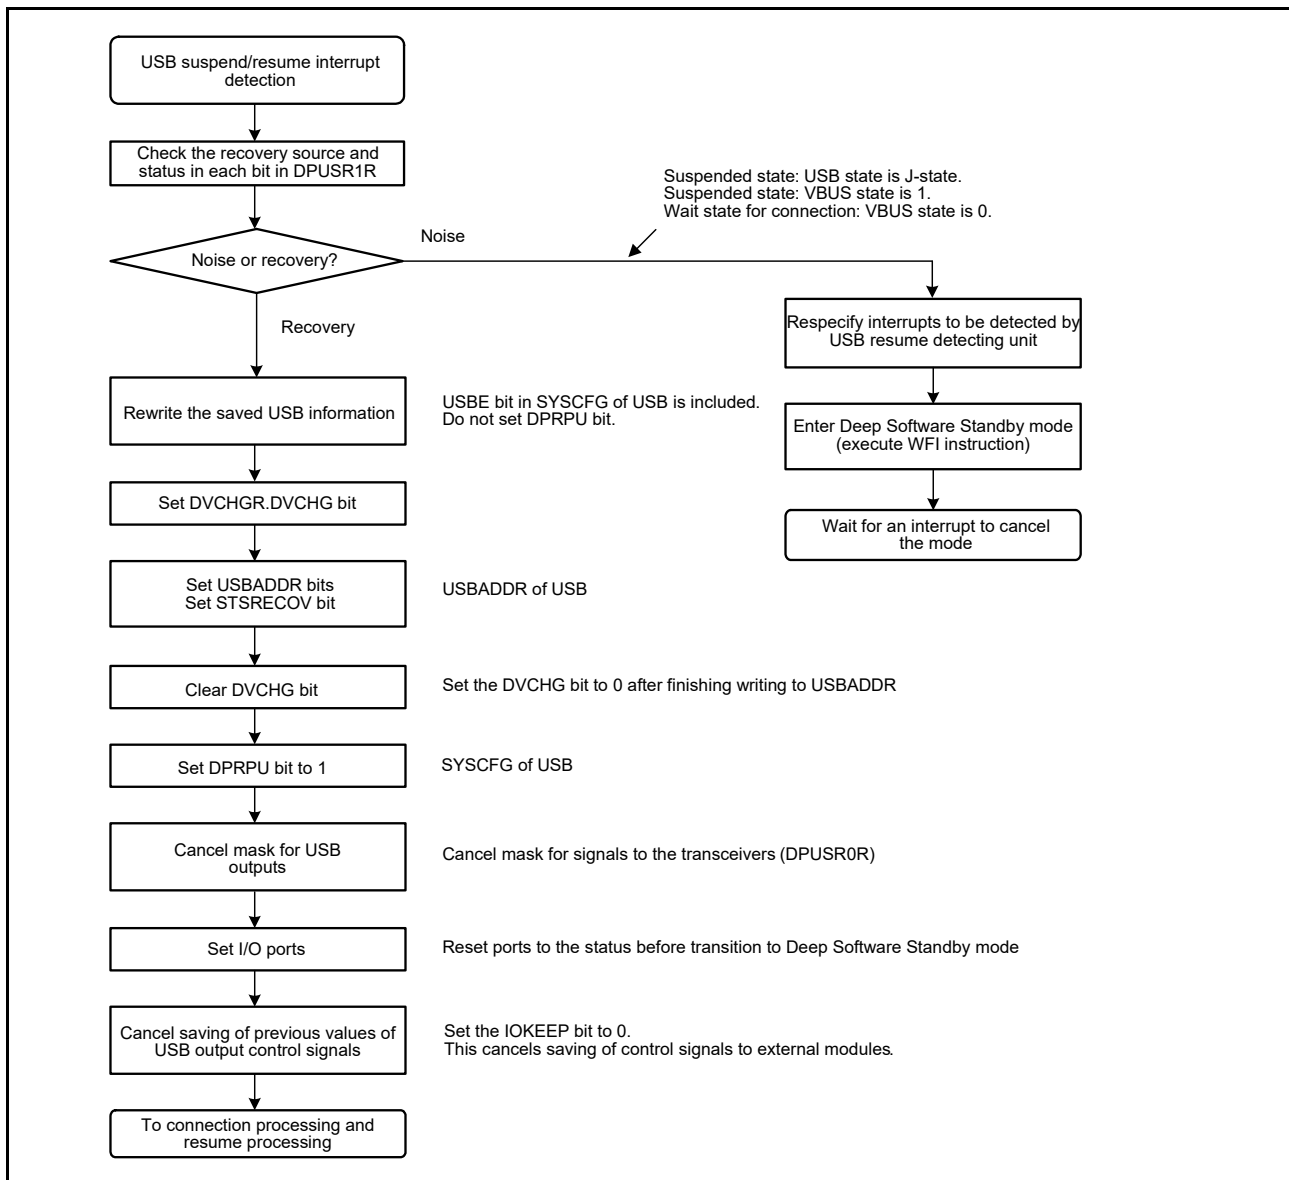 USB suspend/resume interrupt
detection
Check the recovery source and
status in each bit in DPUSR1R
Suspended state: USB state is J-state.
Suspended state: VBUS state is 1.
Wait state for connection: VBUS state is 0.
Noise
Noise or recovery?
Recovery
Respecify interrupts to be detected by
USB resume detecting unit
Rewrite the saved USB information
USBE bit in SYSCFG of USB is included.
Do not set DPRPU bit.
Enter Deep Software Standby mode
(execute WFI instruction)
Set DVCHGR.DVCHG bit
Wait for an interrupt to cancel
the mode
Set USBADDR bits
Set STSRECOV bit
USBADDR of USB
Clear DVCHG bit
Set the DVCHG bit to 0 after finishing writing to USBADDR
Set DPRPU bit to 1
SYSCFG of USB
Cancel mask for USB
outputs
Cancel mask for signals to the transceivers (DPUSR0R)
Set I/O ports
Reset ports to the status before transition to Deep Software Standby mode
Cancel saving of previous values of
USB output control signals
Set the IOKEEP bit to 0.
This cancels saving of control signals to external modules.
To connection processing and
resume processing